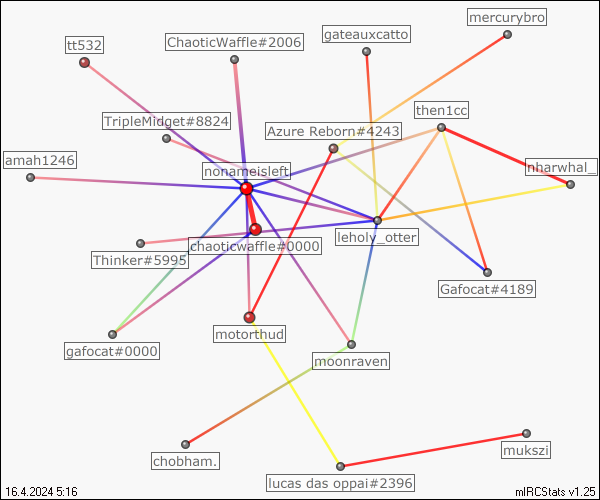 mercurybro
gateauxcatto
tt532
ChaoticWaffle#2006
then1cc
TripleMidget#8824
Azure Reborn#4243
amah1246
nonameisleft
nharwhal_
leholy_otter
chaoticwaffle#0000
Thinker#5995
Gafocat#4189
motorthud
gafocat#0000
moonraven
chobham.
mukszi
lucas das oppai#2396
16.4.2024 5:16
mIRCStats v1.25